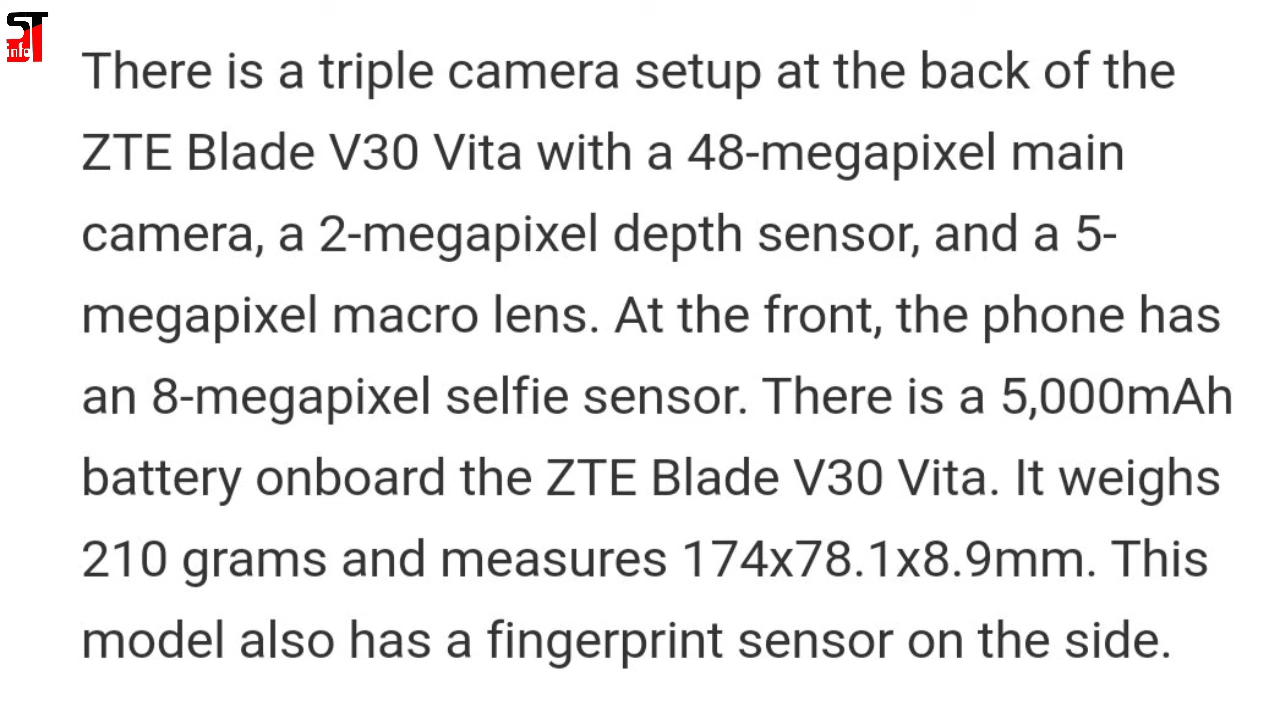 ST
info
There is a triple camera setup at the back of the
ZTE Blade V30 Vita with a 48-megapixel main
camera, a 2-megapixel depth sensor, and a 5-
megapixel macro lens. At the front, the phone has
an 8-megapixel selfie sensor. There is a 5,000mAh
battery onboard the ZTE Blade V30 Vita. It weighs
210 grams and measures 174x78.1x8.9mm. This
model also has a fingerprint sensor on the side.